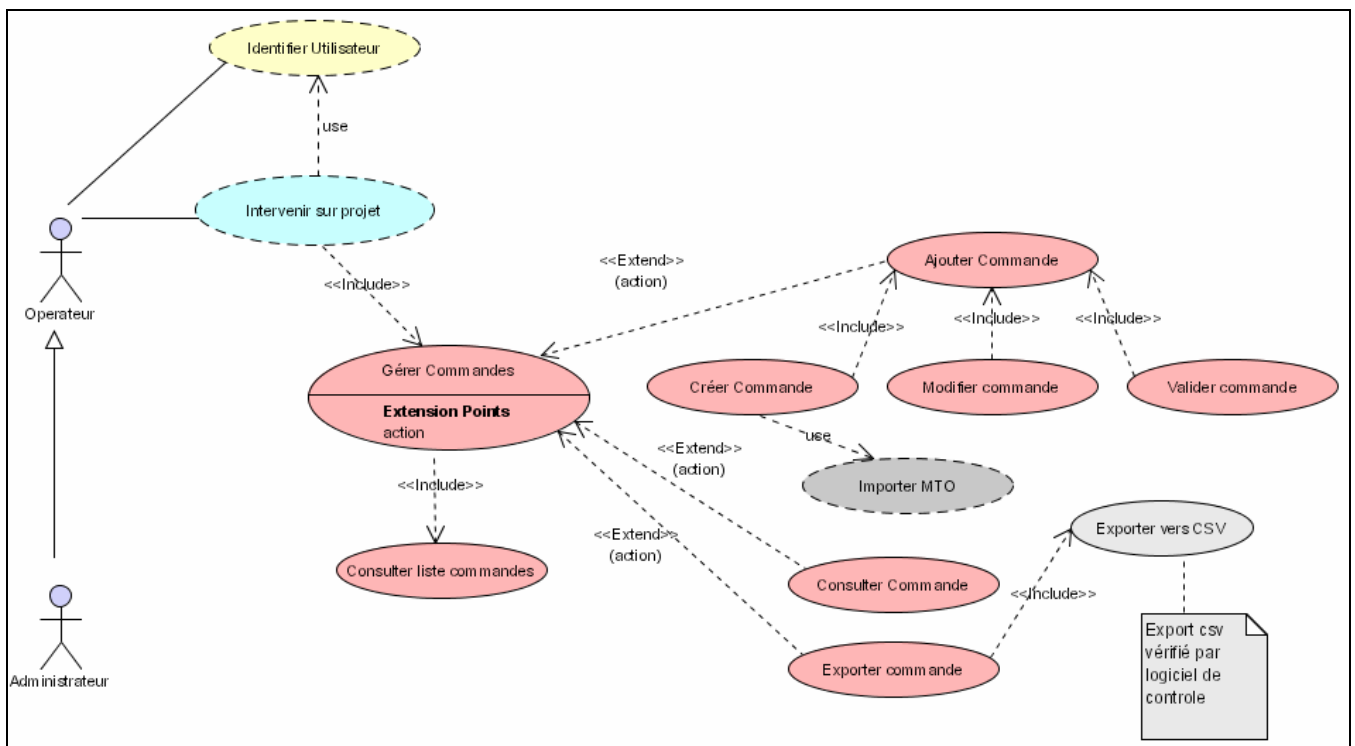 Identifier Utilisateur
use
Intervenir sur projet
Operateur
<<Include>>
<<Extend>>
(action)
Ajouter Commande
<<Include>>
<<Include>>
<<Include>>
Gérer Commandes
Extension Points
action
Créer Commande
Modifier commande
Valider commande
use
<<Extend>>
(action)
Importer MTO
<<Include>>
<<Extend>>
(action)
Exporter vers CSV
Consulter liste commandes
Consulter Commande
<<Include>>
Exporter commande
Export csv
vérifié par
logiciel de
controle
Administrateur